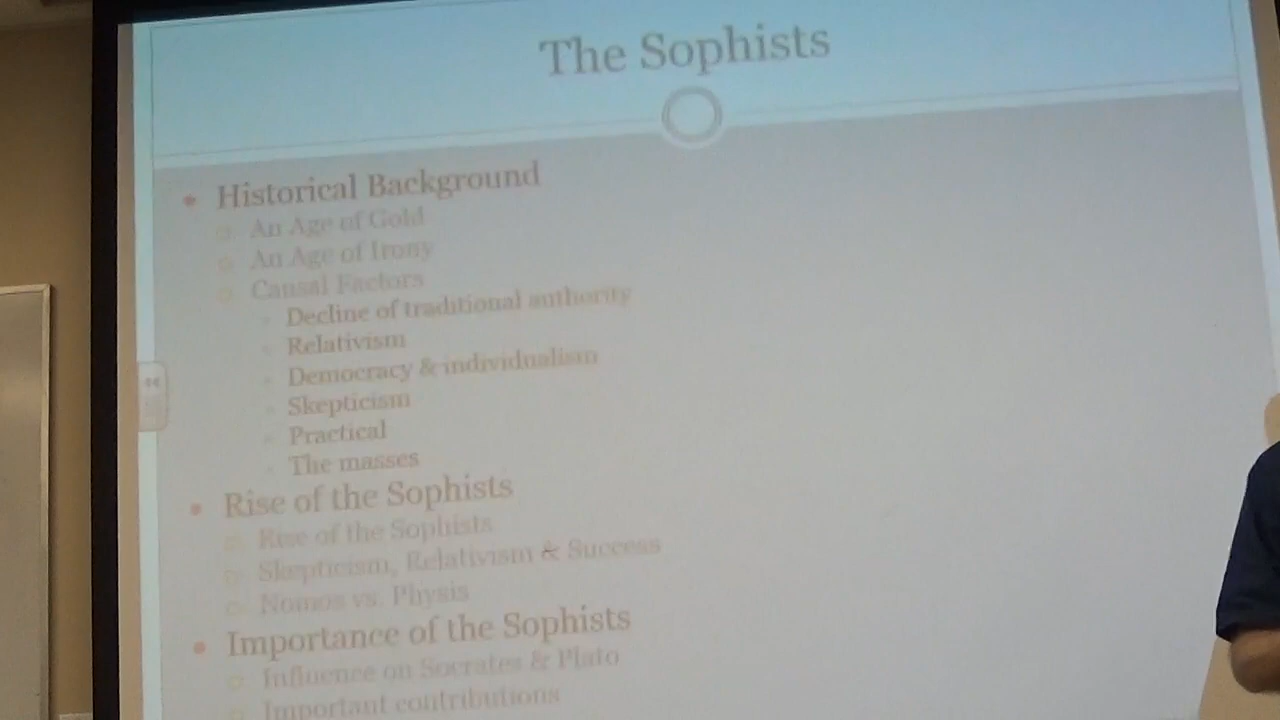 The Sophists
Historical Background
An Age of Gold
An Age of Irony
Causal Factors
Decline of traditional authority
Relativism
Democracy & individualism
Skepticism
Practical
The masses
Rise of the Sophists
Rise of the Sophists
Skepticism, Relativism & Success
Nomos vs. Physis
Importance of the Sophists
Influence on Socrates & Plato
Important contributions